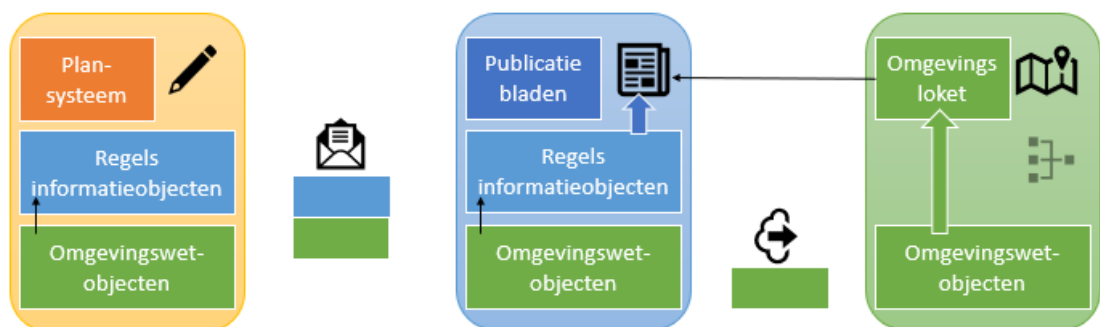 Plan-
systeem
Regels
informatieobjecten
Omgevingswet-
objecten
Publicatie
bladen
Regels
informatieobjecten
Omgevingswet-
objecten
Omgevings
loket
Omgevingswet-
objecten